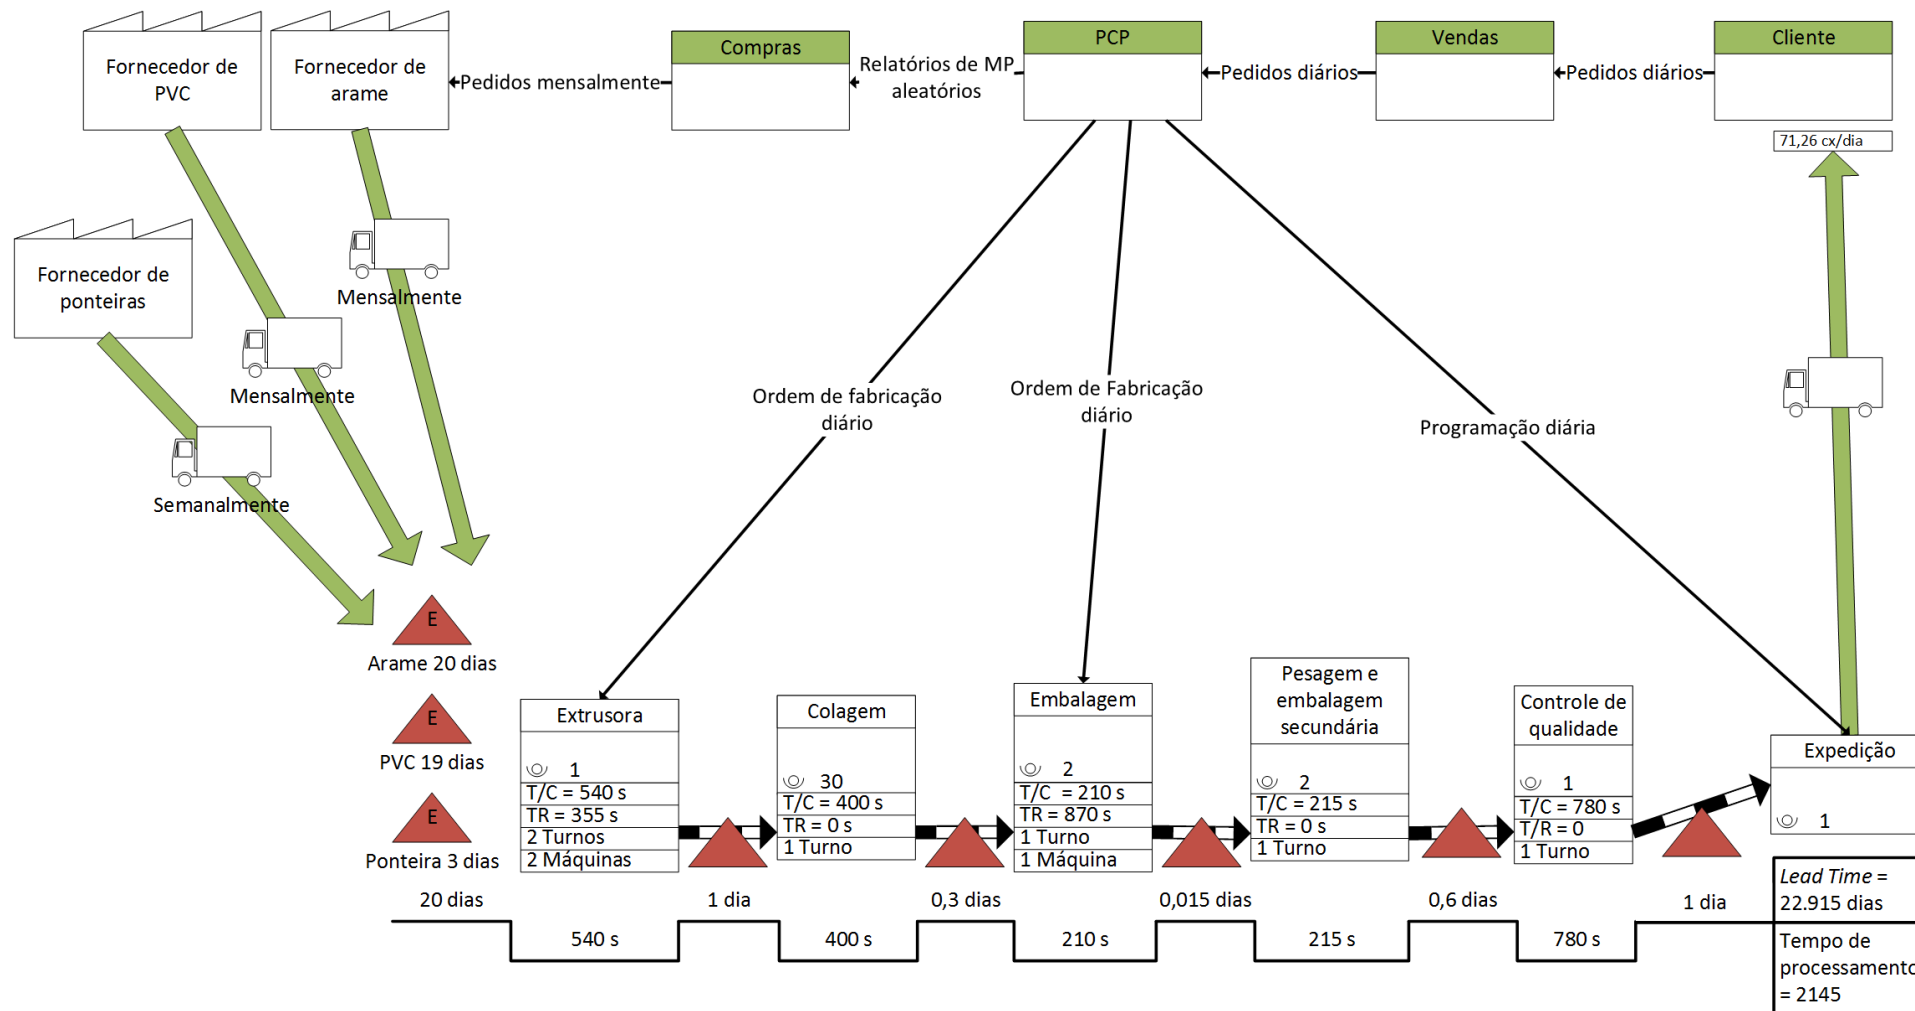 Fornecedor de
PVC
Fornecedor de
arame
Pedidos mensalmente
Compras
Relatórios de MP
aleatórios
PCP
Pedidos diários
Vendas
Pedidos diários
Cliente
71,26 cx/dia
Fornecedor de
ponteiras
Mensalmente
Mensalmente
Semanalmente
Ordem de fabricação
diário
Ordem de Fabricação
diário
Programação diária
E
Arame 20 dias
E
PVC 19 dias
E
Ponteira 3 dias
Extrusora
1
T/C = 540 s
TR = 355 s
2 Turnos
2 Máquinas
Colagem
30
T/C = 400 s
TR = 0 s
1 Turno
Embalagem
2
T/C = 210 s
TR = 870 s
1 Turno
1 Máquina
Pesagem e
embalagem
secundária
2
T/C = 215 s
TR = 0 s
1 Turno
Controle de
qualidade
1
T/C = 780 s
T/R = 0
1 Turno
Expedição
1
20 dias
1 dia
0,3 dias
0,015 dias
0,6 dias
1 dia
540 s
400 s
210 s
215 s
780 s
Lead Time =
22.915 dias
Tempo de
processamento
= 2145